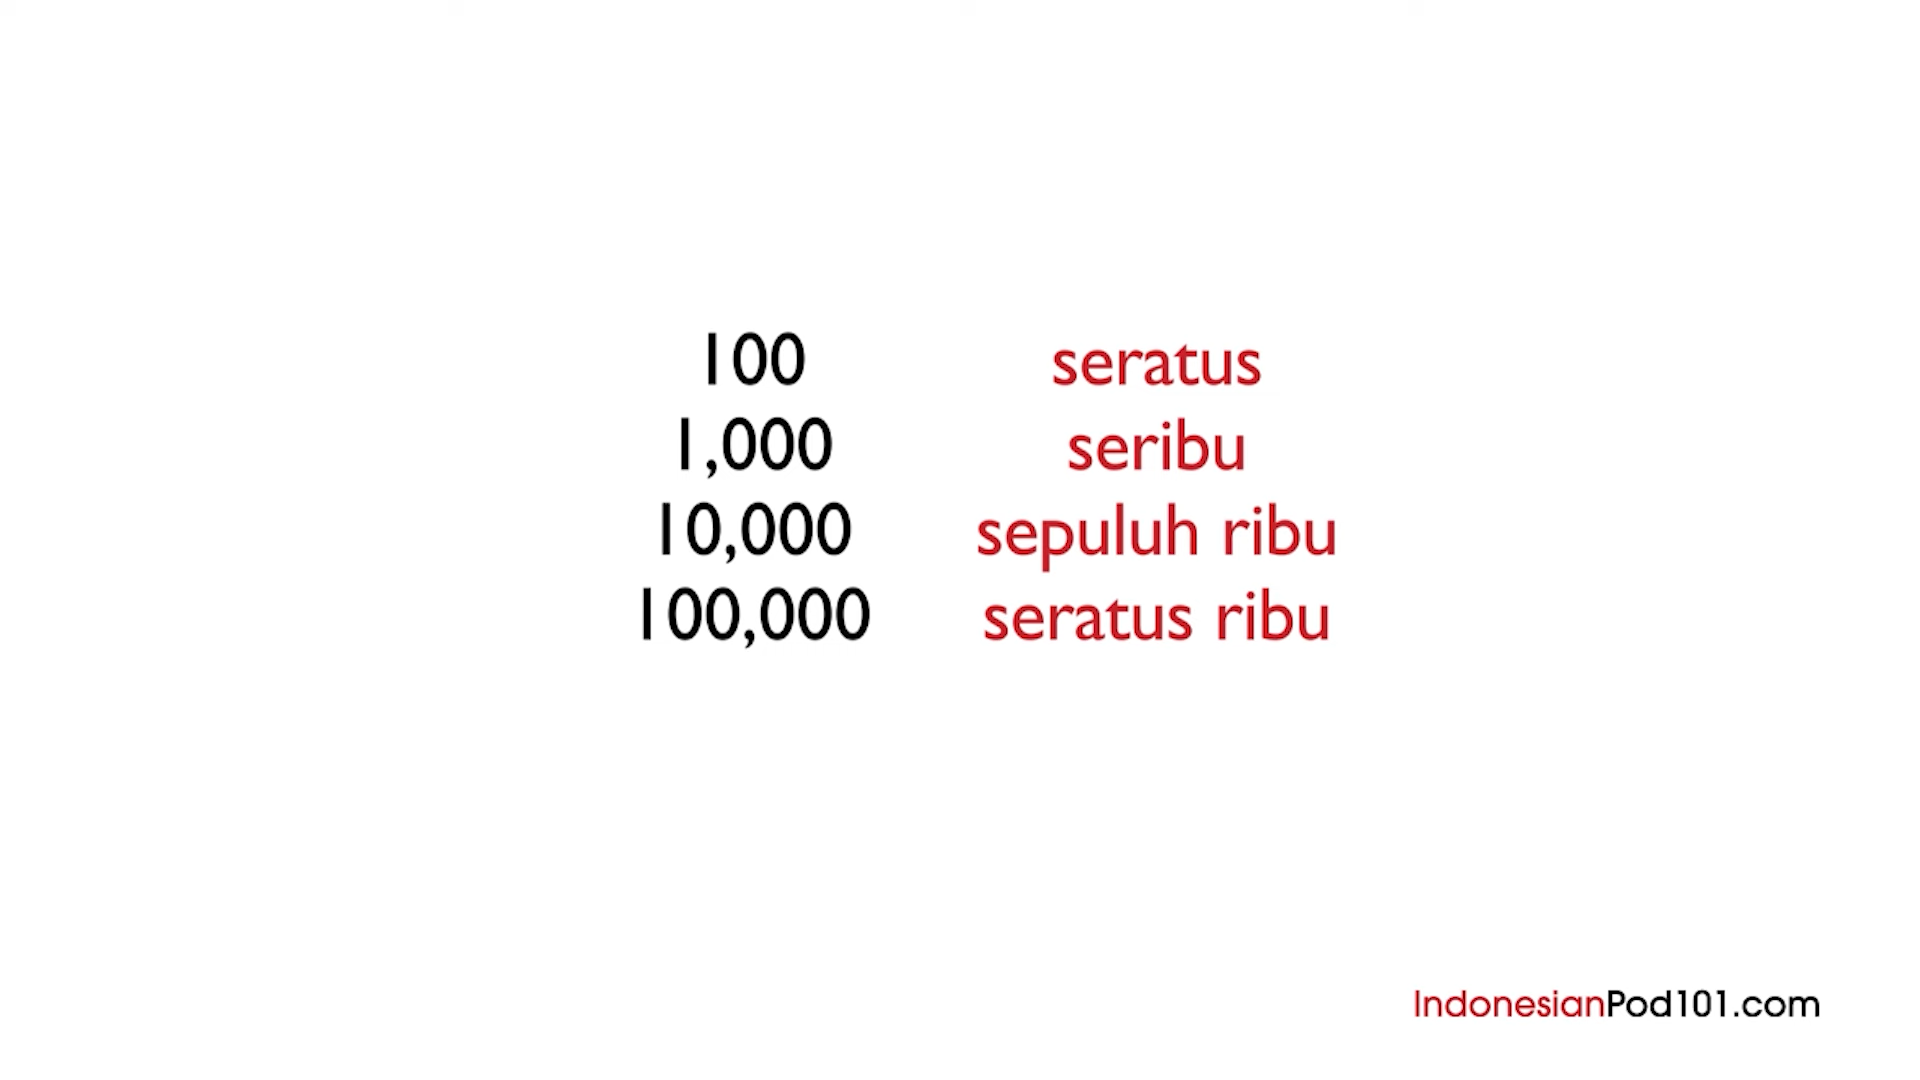 100 seratus
1,000 seribu
10,000 sepuluh ribu
100,000 seratus ribu
IndonesianPod101.com